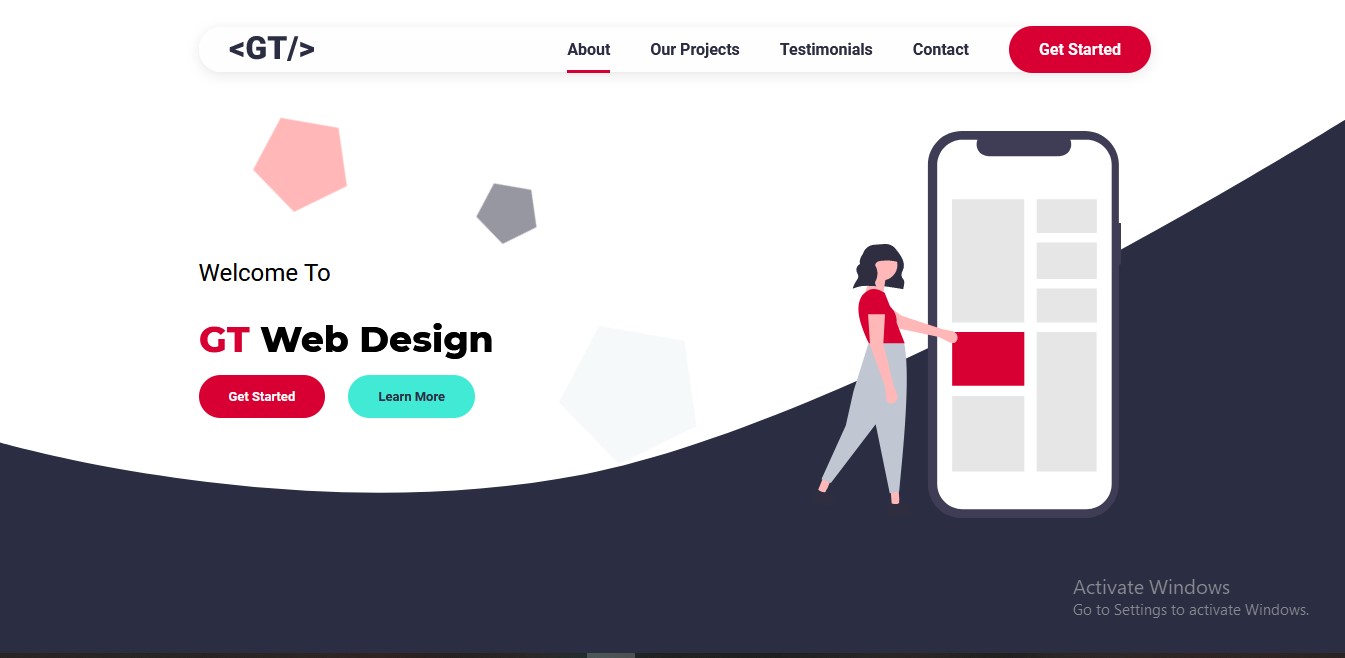 <GT/>
About Our Projects Testimonials Contact Get Started
Welcome To
GT Web Design
Get Started Learn More
Activate Windows
Go to Settings to activate Windows.